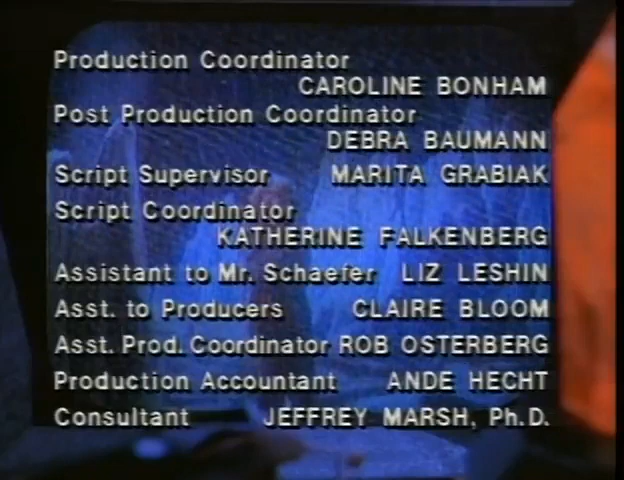 Production Coordinator
CAROLINE BONHAM
Post Production Coordinator
DEBRA BAUMANN
Script Supervisor MARITA GRABIAK
Script Coordinator
KATHERINE FALKENBERG
Assistant to Mr. Schaefer LIZ LESHIN
Asst. to Producers CLAIRE BLOOM
Asst. Prod. Coordinator ROB OSTERBERG
Production Accountant ANDE HECHT
Consultant JEFFREY MARSH, Ph.D.